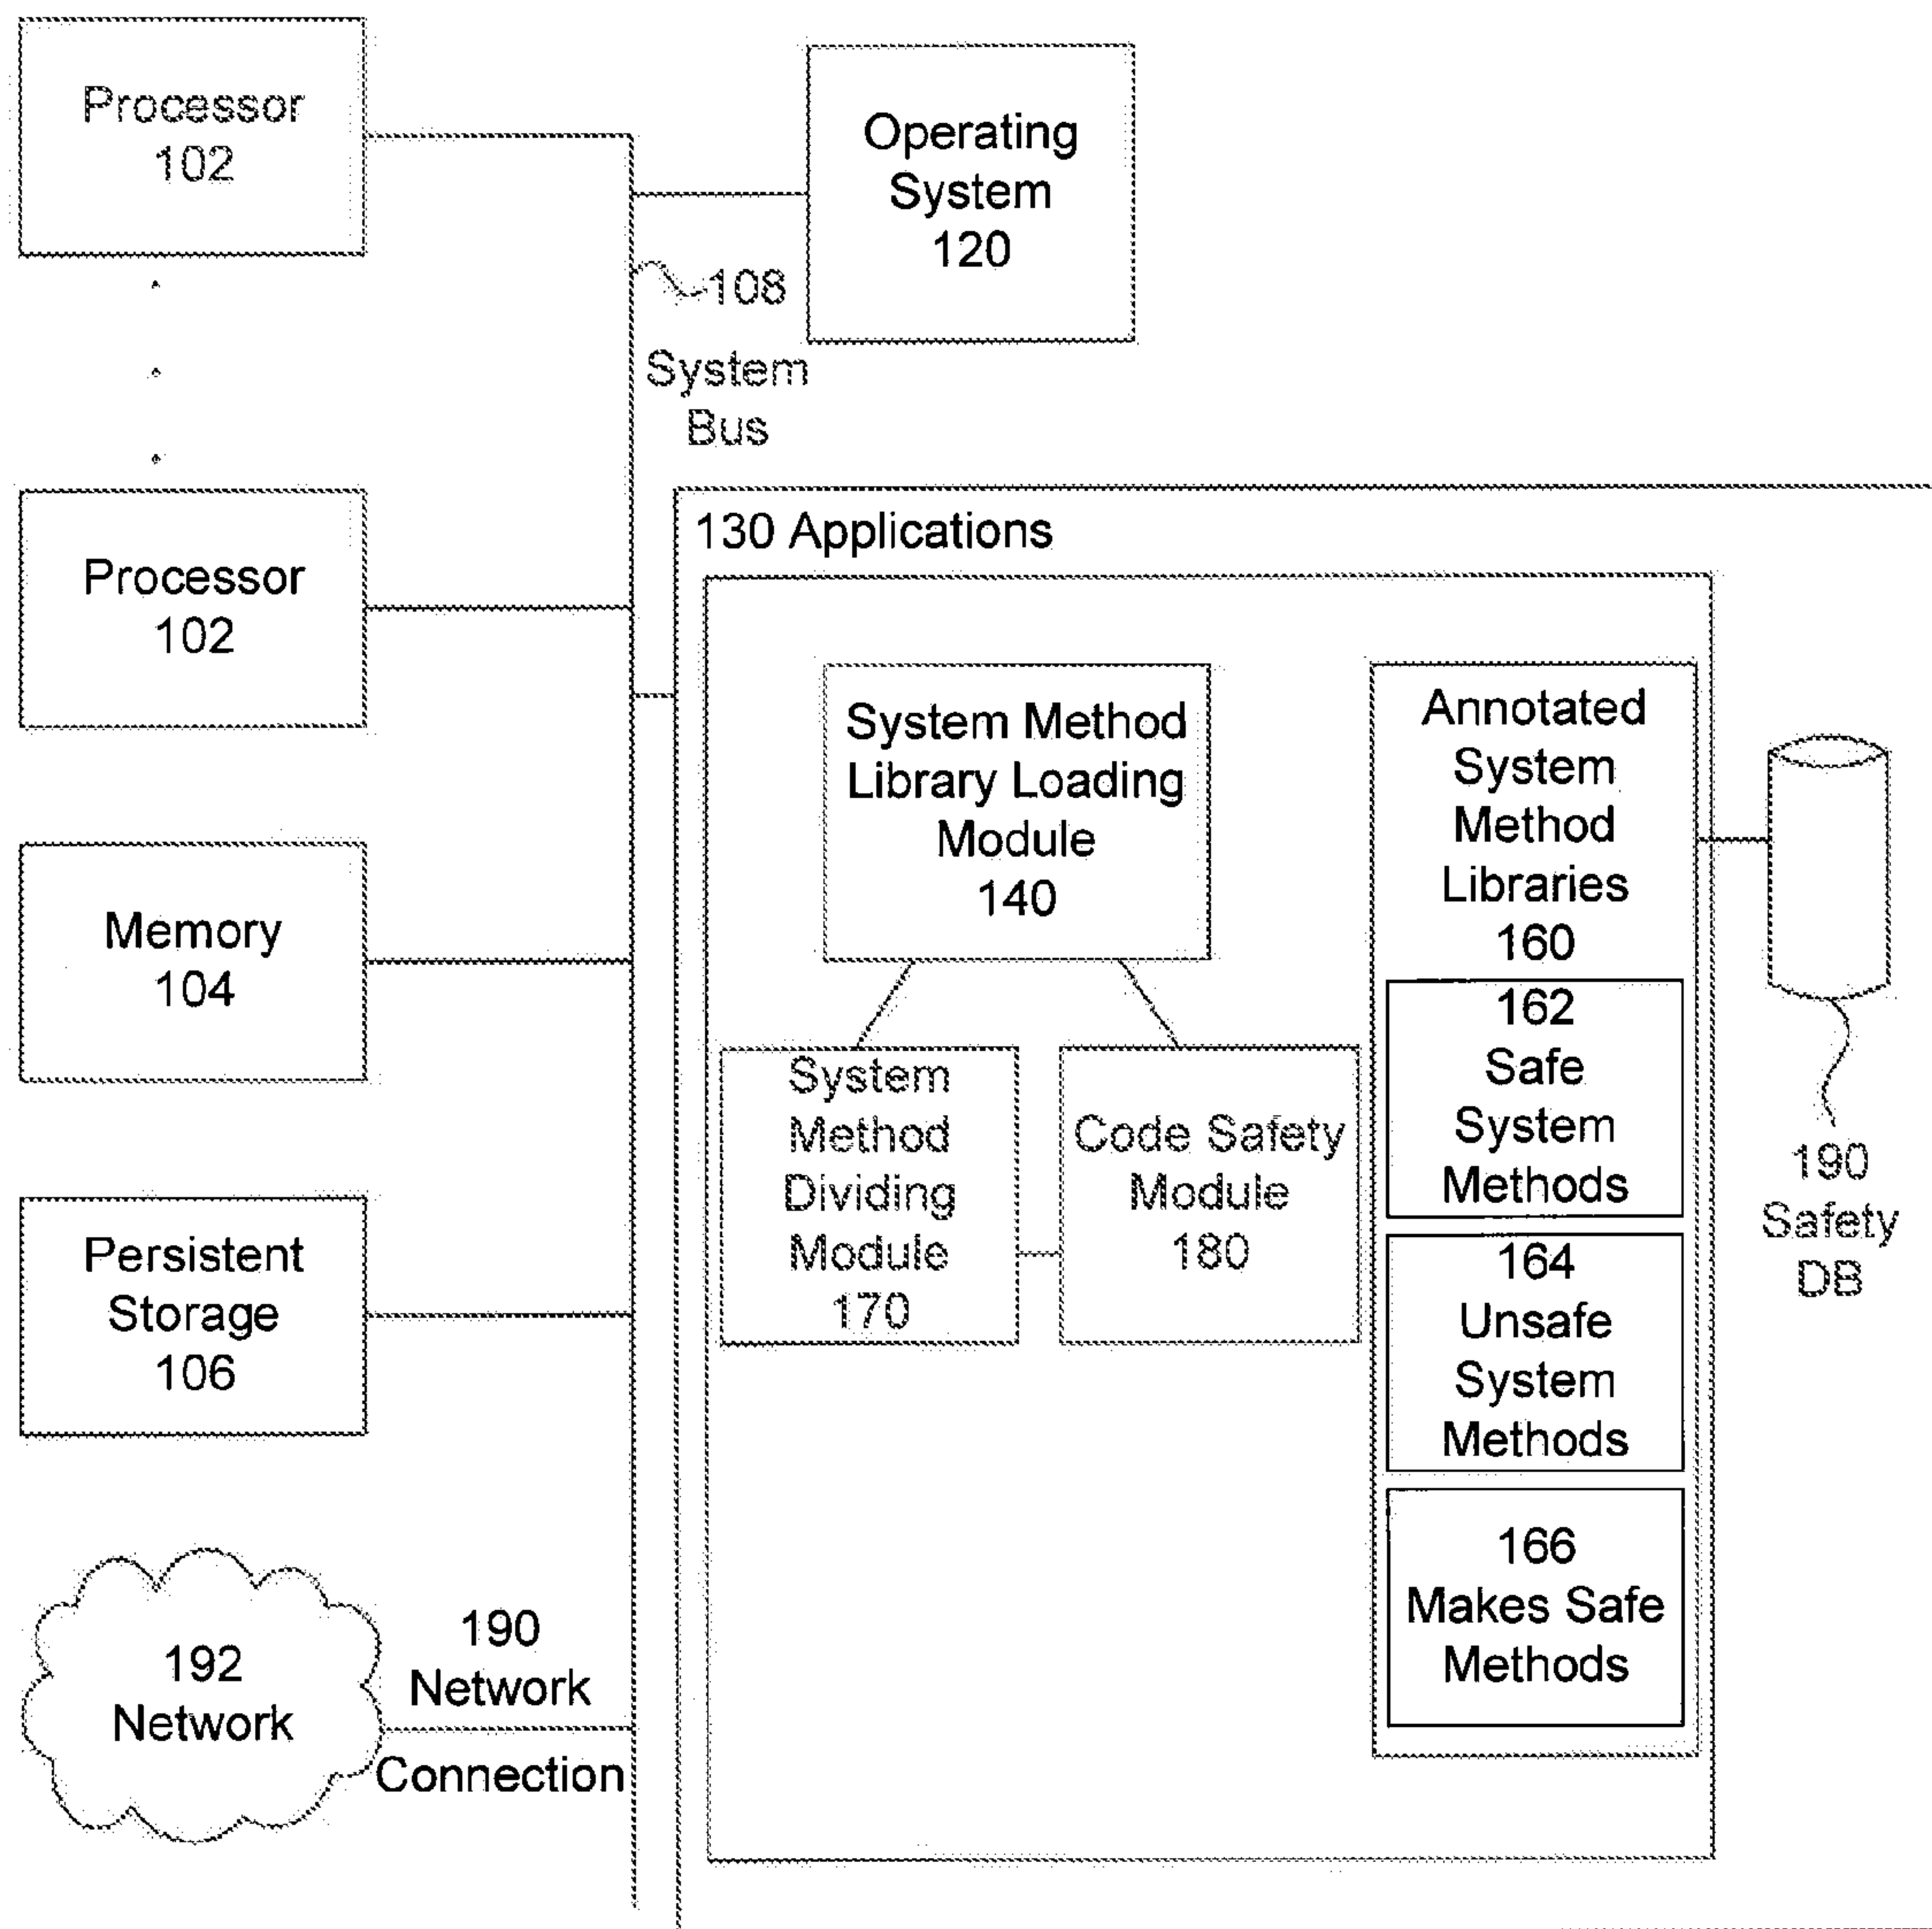 Processor
102
Operating
System
120
108
System
Bus
Processor
102
130 Applications
System Method
Library Loading
Module
140
Annotated
System
Method
Libraries
160
Memory
104
162
Safe
System
Methods
System
Method
Dividing
Module
170
Code Safety
Module
180
190
Safety
DB
Persistent
Storage
106
164
Unsafe
System
Methods
166
Makes Safe
Methods
192
Network
190
Network
Connection